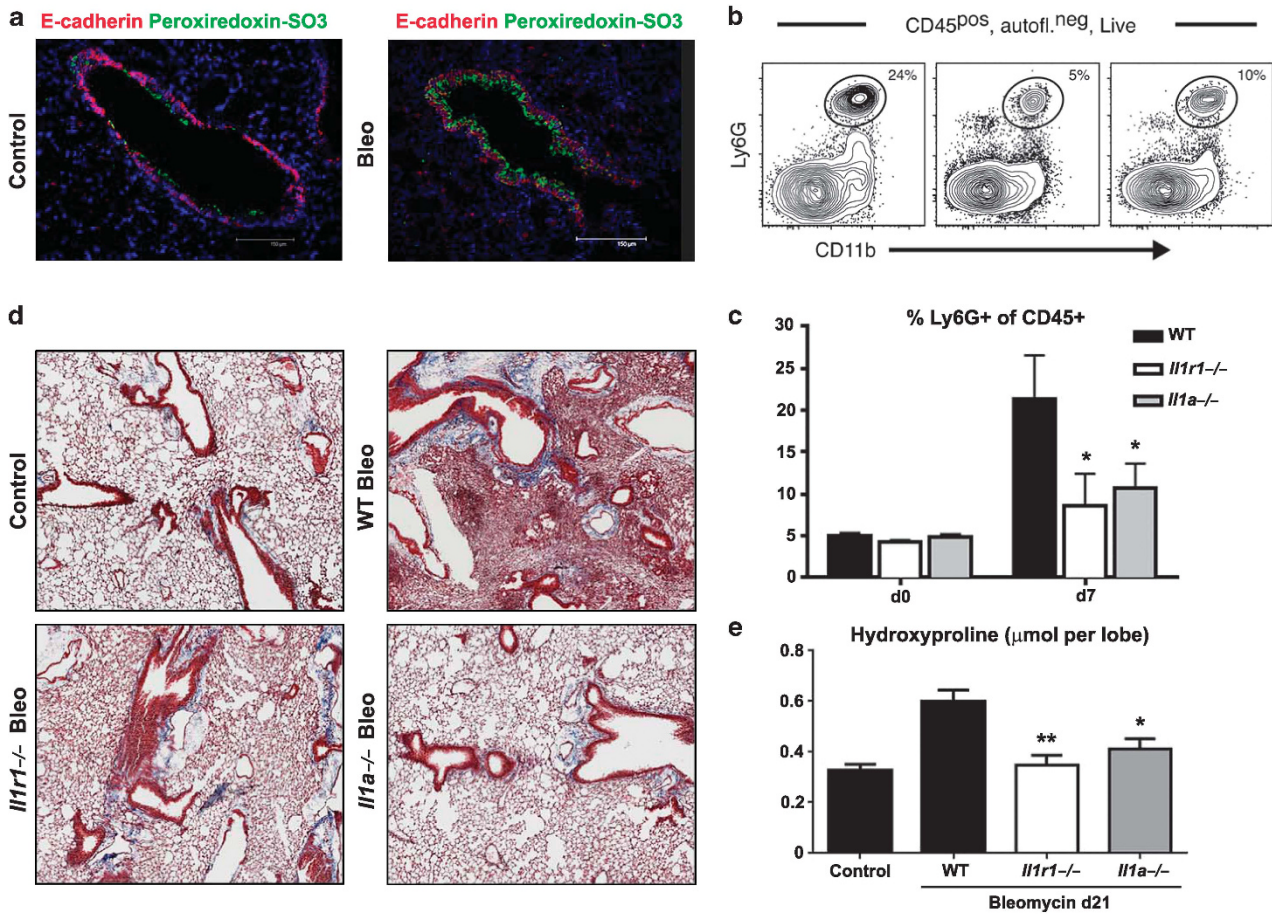 a
E-cadherin Peroxiredoxin-SO3
E-cadherin Peroxiredoxin-SO3
Control
150 µm
Bleo
150 µm
b
CD45pos, autofl.neg, Live
24%
5%
10%
Ly6G
CD11b
c
% Ly6G+ of CD45+
30
25
20
15
10
5
0
WT
Il1r1–/–
Il1a–/–
*
*
d0
d7
d
Control
WT Bleo
Il1r1–/– Bleo
Il1a–/– Bleo
e
Hydroxyproline (μmol per lobe)
0.8
0.6
0.4
0.2
0
**
*
Control
WT
Il1r1–/–
Il1a–/–
Bleomycin d21